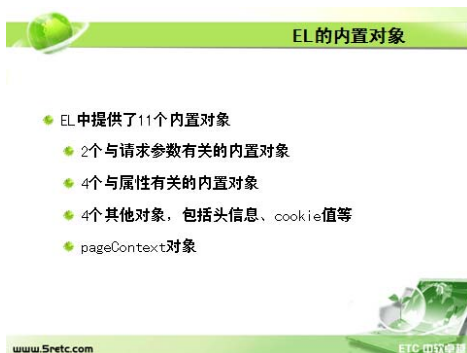 EL的内置对象
EL中提供了11个内置对象
2个与请求参数有关的内置对象
4个与属性有关的内置对象
4个其他对象，包括头信息、cookie值等
pageContext对象
www.5retc.com
ETC 中软卓越